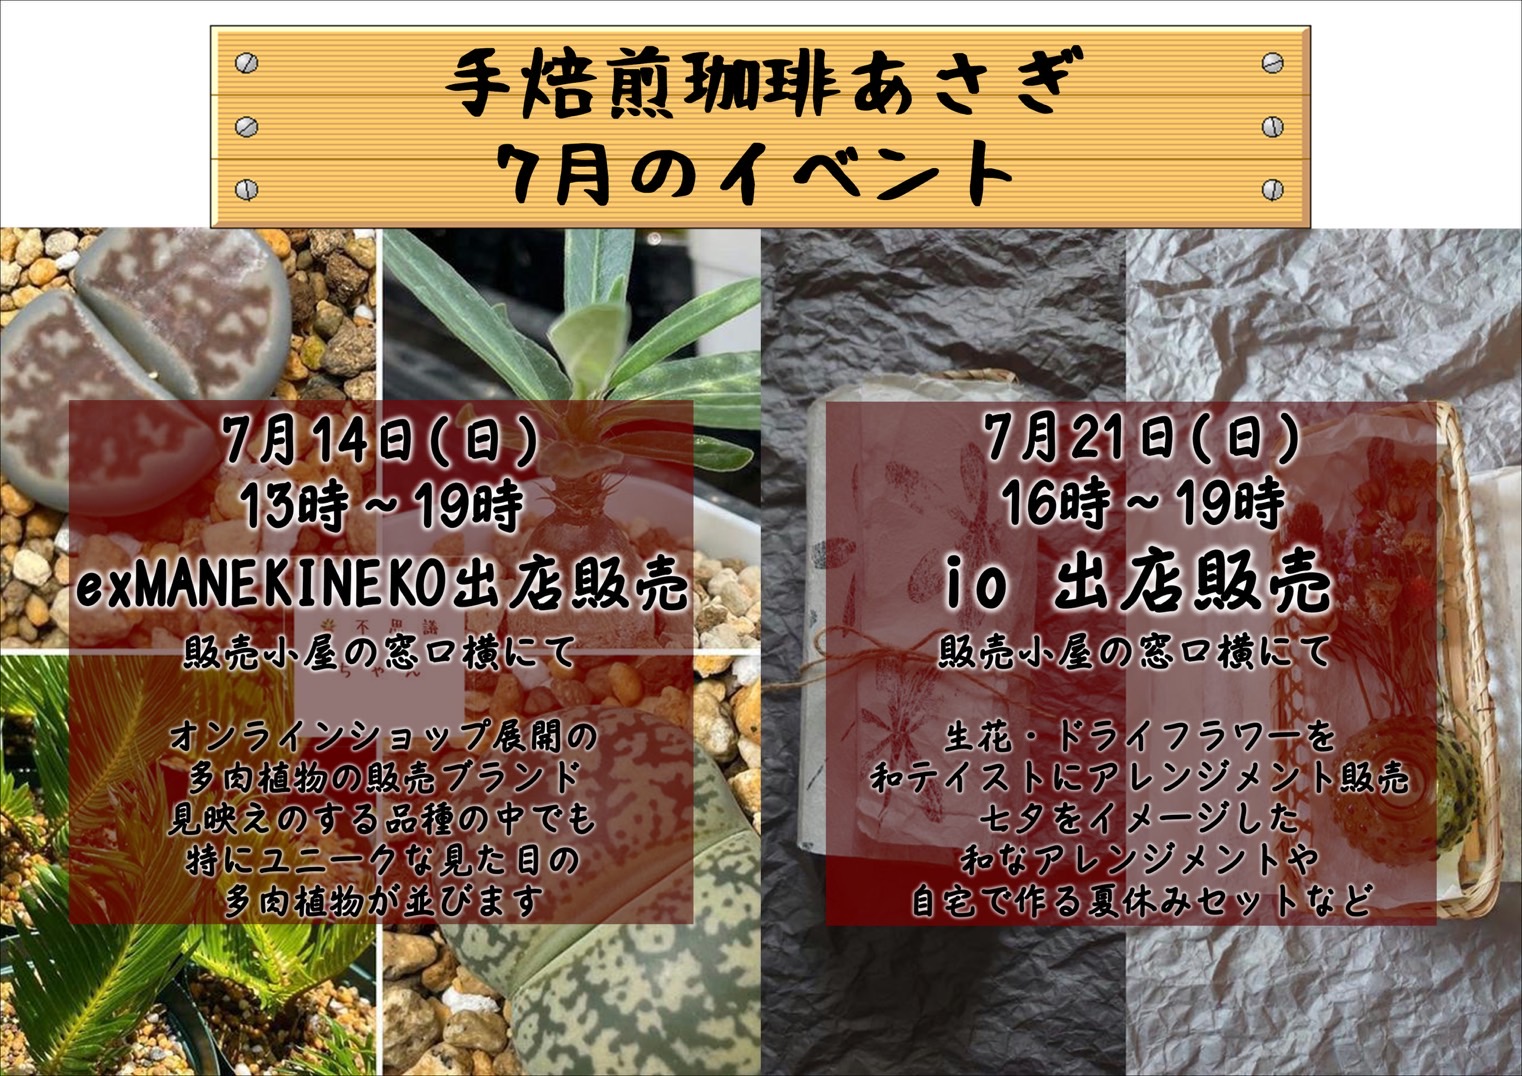 手焙煎珈琲あさぎ
7月のイベント
7月14日(日)
13時～19時
exMANEKINEKO出店販売
販売小屋の窓口横にて
オンラインショップ展開の
多肉植物の販売ブランド
見映えのする品種の中でも
特にユニークな見た目の
多肉植物が並びます
不思議
ちゃん
7月21日(日)
16時～19時
io 出店販売
販売小屋の窓口横にて
生花・ドライフラワーを
和テイストにアレンジメント販売
七夕をイメージした
和なアレンジメントや
自宅で作る夏休みセットなど